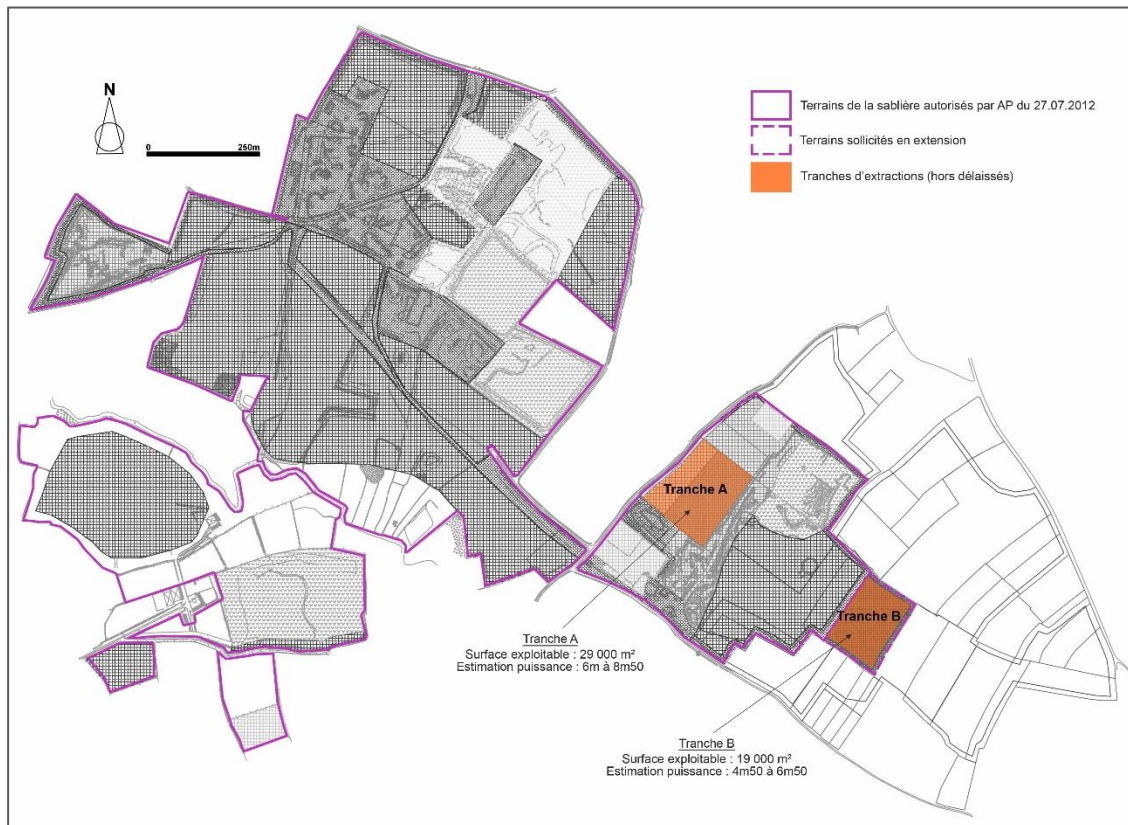 N
0
250m
Terrains de la sablière autorisés par AP du 27.07.2012
Terrains sollicités en extension
Tranches d'extractions (hors délaissés)
Tranche A
Tranche B
Tranche A
Surface exploitable : 29 000 m²
Estimation puissance : 6m à 8m50
Tranche B
Surface exploitable : 19 000 m²
Estimation puissance : 4m50 à 6m50